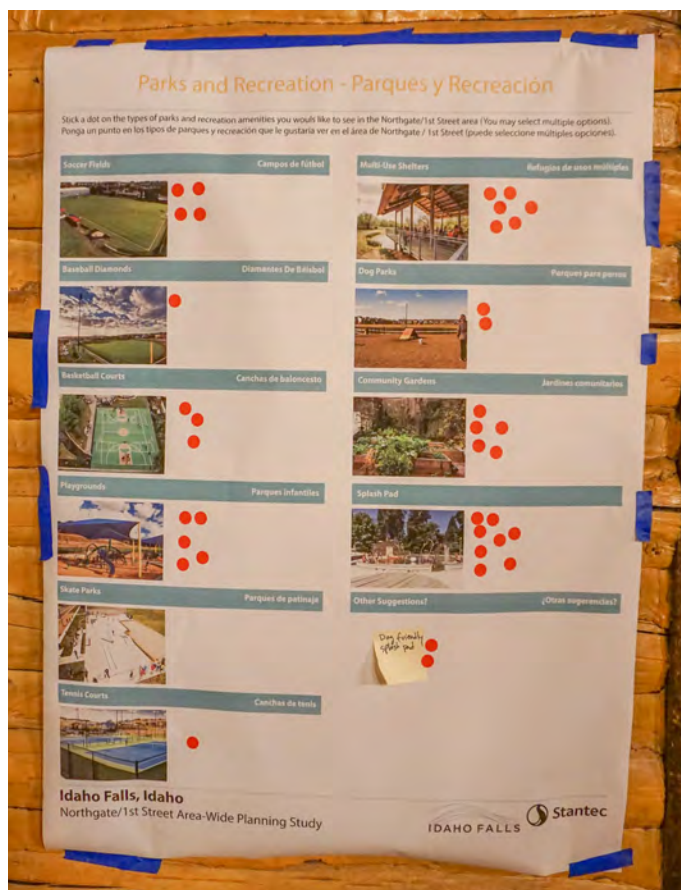 Parks and Recreation - Parques y Recreación
Stick a dot on the types of parks and recreation amenities you would like to see in the Northgate/1st Street area (You may select multiple options).
Ponga un punto en los tipos de parques y recreación que le gustaría ver en el área de Northgate / 1st Street (puede seleccione múltiples opciones).
Soccer Fields Campos de fútbol
Multi-Use Shelters Refugios de usos múltiples
Baseball Diamonds Diamantes De Béisbol
Dog Parks Parques para perros
Basketball Courts Canchas de baloncesto
Community Gardens Jardines comunitarios
Playgrounds Parques infantiles
Splash Pad
Skate Parks Parques de patinaje
Other Suggestions? ¿Otras sugerencies?
Dog friendly
splash pad
Tennis Courts Canchas de tenis
Idaho Falls, Idaho
Northgate/1st Street Area-Wide Planning Study
IDAHO FALLS
Stantec